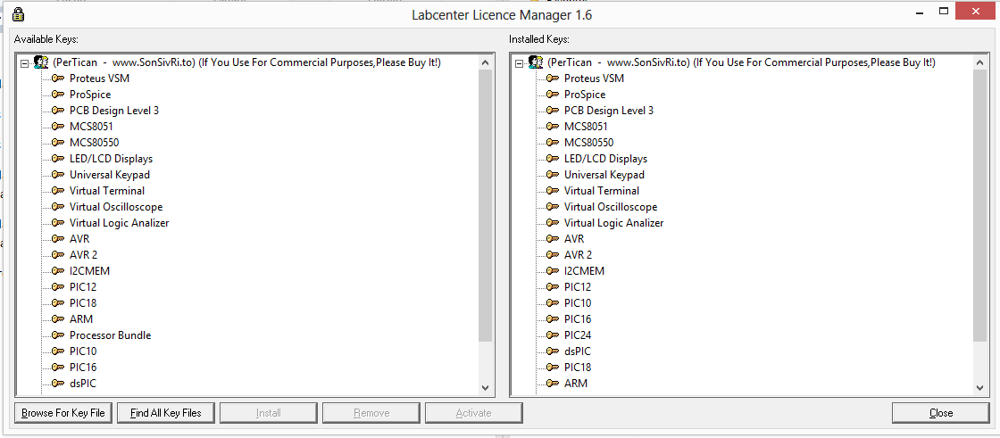 Labcenter Licence Manager 1.6
Available Keys:
(PerTican - www.SonSivRi.to) (If You Use For Commercial Purposes,Please Buy It!)
Proteus VSM
ProSpice
PCB Design Level 3
MCS8051
MCS80550
LED/LCD Displays
Universal Keypad
Virtual Terminal
Virtual Oscilloscope
Virtual Logic Analizer
AVR
AVR 2
I2CMEM
PIC12
PIC18
ARM
Processor Bundle
PIC10
PIC16
dsPIC
Installed Keys:
(PerTican - www.SonSivRi.to) (If You Use For Commercial Purposes,Please Buy It!)
Proteus VSM
ProSpice
PCB Design Level 3
MCS8051
MCS80550
LED/LCD Displays
Universal Keypad
Virtual Terminal
Virtual Oscilloscope
Virtual Logic Analizer
AVR
AVR 2
I2CMEM
PIC12
PIC10
PIC16
PIC24
dsPIC
PIC18
ARM
Browse For Key File
Find All Key Files
Install
Remove
Activate
Close